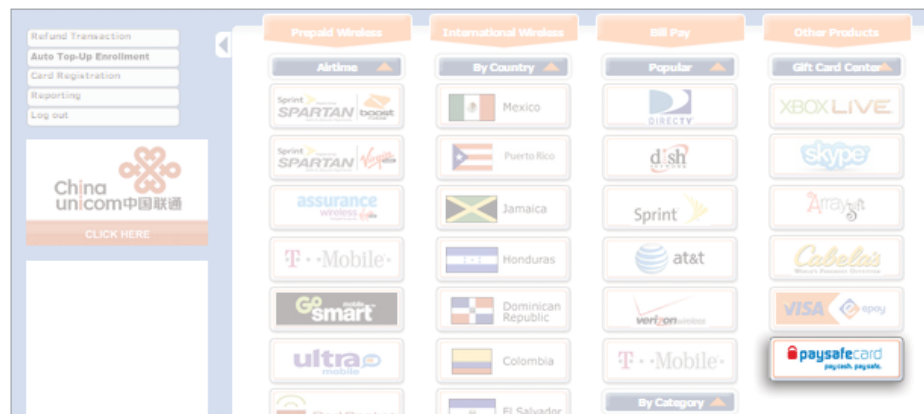 Refund Transaction
Auto Top-Up Enrollment
Card Registration
Reporting
Log out
China
unicom中国联通
CLICK HERE
Prepaid Wireless
Airtime
Sprint
SPARTAN boost
Sprint
SPARTAN Virgin
assurance
wireless
T··Mobile·
Go mobile
smart
ultra
mobile
International Wireless
By Country
Mexico
Puerto Rico
Jamaica
Honduras
Dominican
Republic
Colombia
El Salvador
Bill Pay
Popular
DIRECTV
dish
Sprint
at&t
verizon wireless
T··Mobile·
By Category
Other Products
Gift Card Center
XBOX LIVE
skype
Array
Cabela's
VISA epay
paysafecard
pay cash. pay safe.